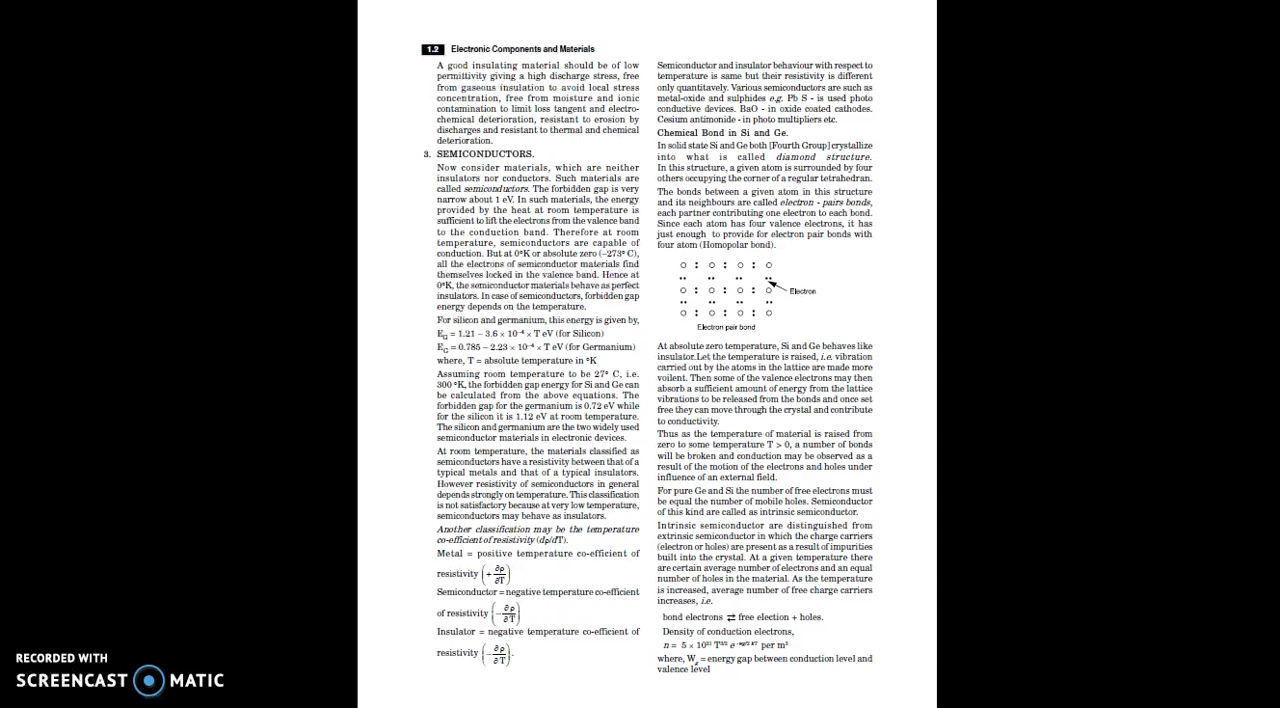 1.2 Electronic Components and Materials
A good insulating material should be of low
permittivity giving a high discharge stress, free
from gaseous insulation to avoid local stress
concentration, free from moisture and ionic
contamination to limit loss tangent and electro-
chemical deterioration, resistant to erosion by
discharges and resistant to thermal and chemical
deterioration.
3. SEMICONDUCTORS.
Now consider materials, which are neither
insulators nor conductors. Such materials are
called semiconductors. The forbidden gap is very
narrow about 1 eV. In such materials, the energy
provided by the heat at room temperature is
sufficient to lift the electrons from the valence band
to the conduction band. Therefore at room
temperature, semiconductors are capable of
conduction. But at 0°K or absolute zero (–273° C),
all the electrons of semiconductor materials find
themselves locked in the valence band. Hence at
0°K, the semiconductor materials behave as perfect
insulators. In case of semiconductors, forbidden gap
energy depends on the temperature.
For silicon and germanium, this energy is given by,
E_G = 1.21 – 3.6 × 10⁻⁴ × T eV (for Silicon)
E_G = 0.785 – 2.23 × 10⁻⁴ × T eV (for Germanium)
where, T = absolute temperature in °K
Assuming room temperature to be 27° C, i.e.
300 °K, the forbidden gap energy for Si and Ge can
be calculated from the above equations. The
forbidden gap for the germanium is 0.72 eV while
for the silicon it is 1.12 eV at room temperature.
The silicon and germanium are the two widely used
semiconductor materials in electronic devices.
At room temperature, the materials classified as
semiconductors have a resistivity between that of a
typical metals and that of a typical insulators.
However resistivity of semiconductors in general
depends strongly on temperature. This classification
is not satisfactory because at very low temperature,
semiconductors may behave as insulators.
Another classification may be the temperature
co-efficient of resistivity (dρ/dT).
Metal = positive temperature co-efficient of
resistivity (+ ∂ρ/∂T)
Semiconductor = negative temperature co-efficient
of resistivity (– ∂ρ/∂T)
Insulator = negative temperature co-efficient of
resistivity (– ∂ρ/∂T).
Semiconductor and insulator behaviour with respect to
temperature is same but their resistivity is different
only quantitavely. Various semiconductors are such as
metal-oxide and sulphides e.g. Pb S - is used photo
conductive devices. BaO - in oxide coated cathodes.
Cesium antimonide - in photo multipliers etc.
Chemical Bond in Si and Ge.
In solid state Si and Ge both [Fourth Group] crystallize
into what is called diamond structure.
In this structure, a given atom is surrounded by four
others occupying the corner of a regular tetrahedran.
The bonds between a given atom in this structure
and its neighbours are called electron - pairs bonds,
each partner contributing one electron to each bond.
Since each atom has four valence electrons, it has
just enough to provide for electron pair bonds with
four atom (Homopolar bond).
Electron
Electron pair bond
At absolute zero temperature, Si and Ge behaves like
insulator.Let the temperature is raised, i.e. vibration
carried out by the atoms in the lattice are made more
voilent. Then some of the valence electrons may then
absorb a sufficient amount of energy from the lattice
vibrations to be released from the bonds and once set
free they can move through the crystal and contribute
to conductivity.
Thus as the temperature of material is raised from
zero to some temperature T > 0, a number of bonds
will be broken and conduction may be observed as a
result of the motion of the electrons and holes under
influence of an external field.
For pure Ge and Si the number of free electrons must
be equal the number of mobile holes. Semiconductor
of this kind are called as intrinsic semiconductor.
Intrinsic semiconductor are distinguished from
extrinsic semiconductor in which the charge carriers
(electron or holes) are present as a result of impurities
built into the crystal. At a given temperature there
are certain average number of electrons and an equal
number of holes in the material. As the temperature
is increased, average number of free charge carriers
increases, i.e.
bond electrons ⇄ free election + holes.
Density of conduction electrons,
n = 5 × 10²¹ T³ᐟ² e per m³
where, W_g = energy gap between conduction level and
valence level
RECORDED WITH
SCREENCAST MATIC